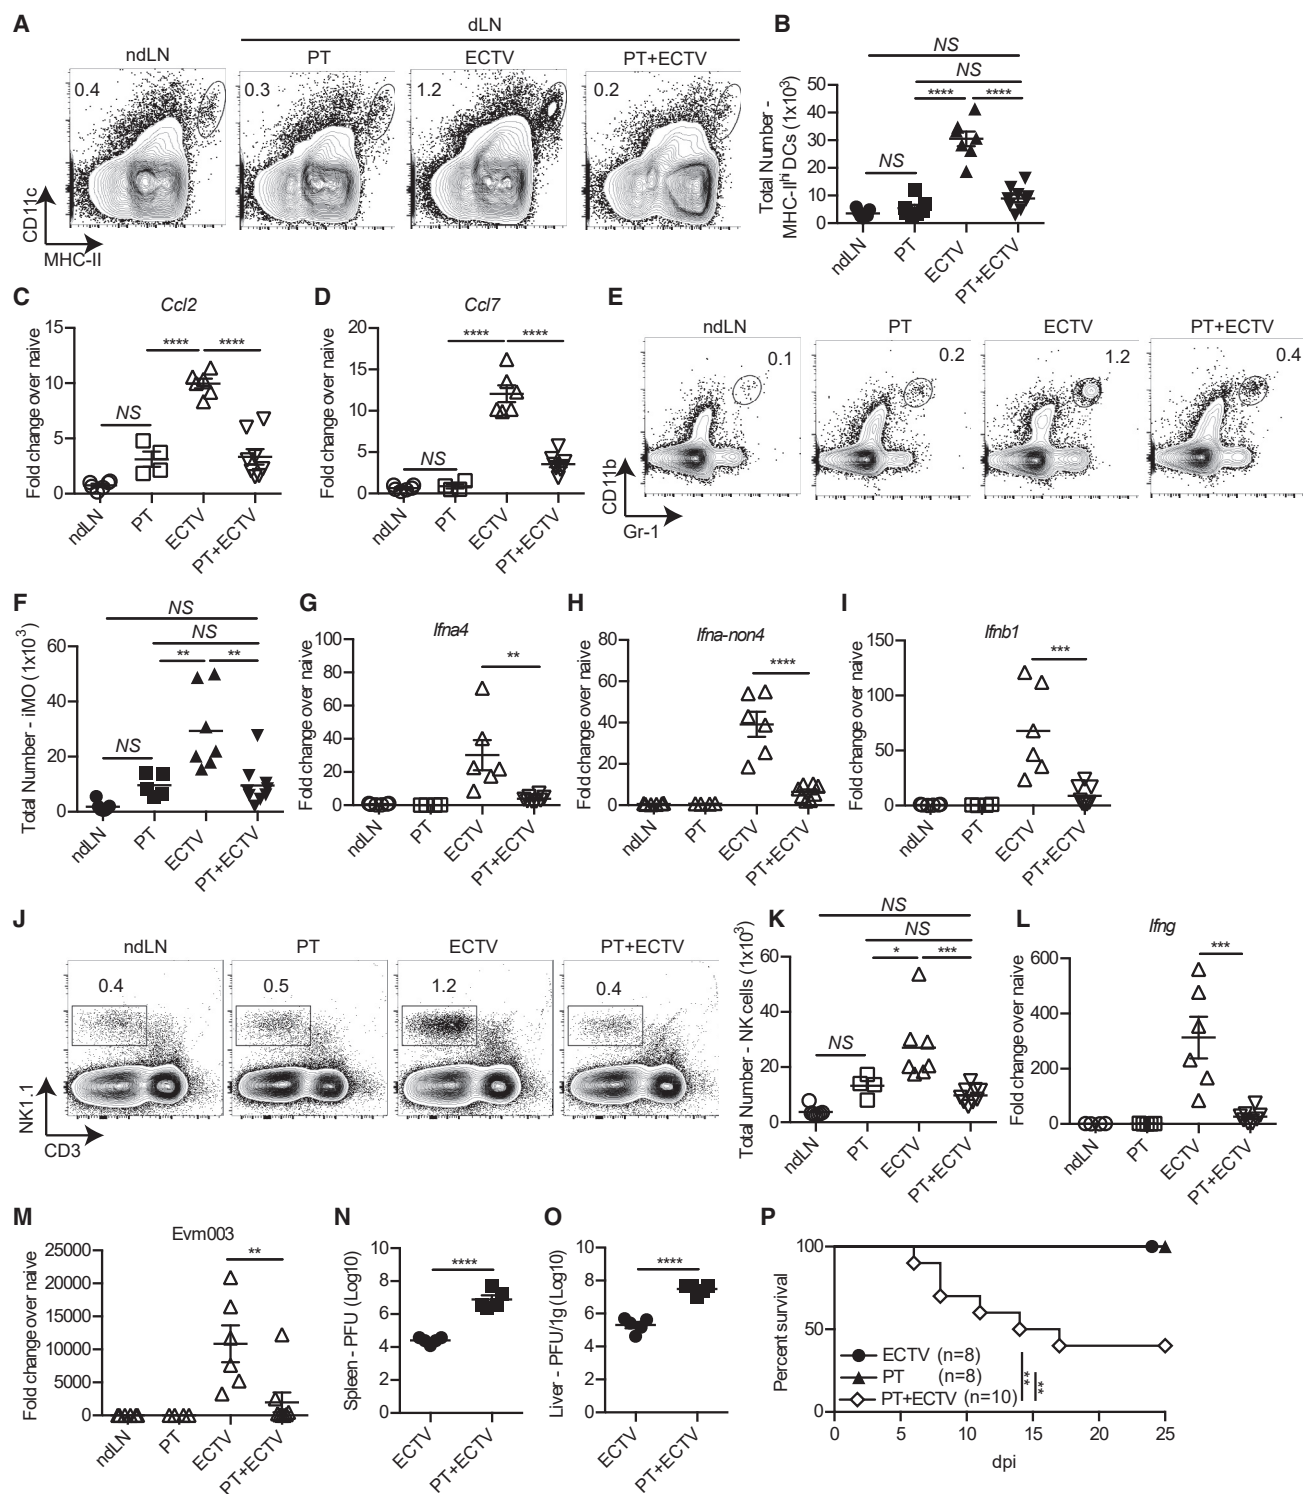 A
dLN
ndLN
PT
ECTV
PT+ECTV
0.4
0.3
1.2
0.2
CD11c
MHC-II
B
NS
NS
**** ****
NS
Total Number -
MHC-IIhi DCs (1x10³)
50
40
30
20
10
0
ndLN
PT
ECTV
PT+ECTV
C
Ccl2
**** ****
NS
Fold change over naive
15
10
5
0
ndLN
PT
ECTV
PT+ECTV
D
Ccl7
**** ****
NS
Fold change over naive
20
15
10
5
0
ndLN
PT
ECTV
PT+ECTV
E
ndLN
PT
ECTV
PT+ECTV
0.1
0.2
1.2
0.4
CD11b
Gr-1
F
NS
NS
** **
NS
Total Number - iMO (1x10³)
60
40
20
0
ndLN
PT
ECTV
PT+ECTV
G
Ifna4
**
Fold change over naive
100
80
60
40
20
0
ndLN
PT
ECTV
PT+ECTV
H
Ifna-non4
****
Fold change over naive
80
60
40
20
0
ndLN
PT
ECTV
PT+ECTV
I
Ifnb1
***
Fold change over naive
150
100
50
0
ndLN
PT
ECTV
PT+ECTV
J
ndLN
PT
ECTV
PT+ECTV
0.4
0.5
1.2
0.4
NK1.1
CD3
K
NS
NS
* ***
NS
Total Number - NK cells (1x10³)
60
40
20
0
ndLN
PT
ECTV
PT+ECTV
L
Ifng
***
Fold change over naive
600
400
200
0
ndLN
PT
ECTV
PT+ECTV
M
Evm003
**
Fold change over naive
25000
20000
15000
10000
5000
0
ndLN
PT
ECTV
PT+ECTV
N
****
Spleen - PFU (Log10)
10
8
6
4
2
0
ECTV
PT+ECTV
O
****
Liver - PFU/1g (Log10)
10
8
6
4
2
0
ECTV
PT+ECTV
P
Percent survival
100
50
0
ECTV (n=8)
PT (n=8)
PT+ECTV (n=10)
**
**
0 5 10 15 20 25
dpi